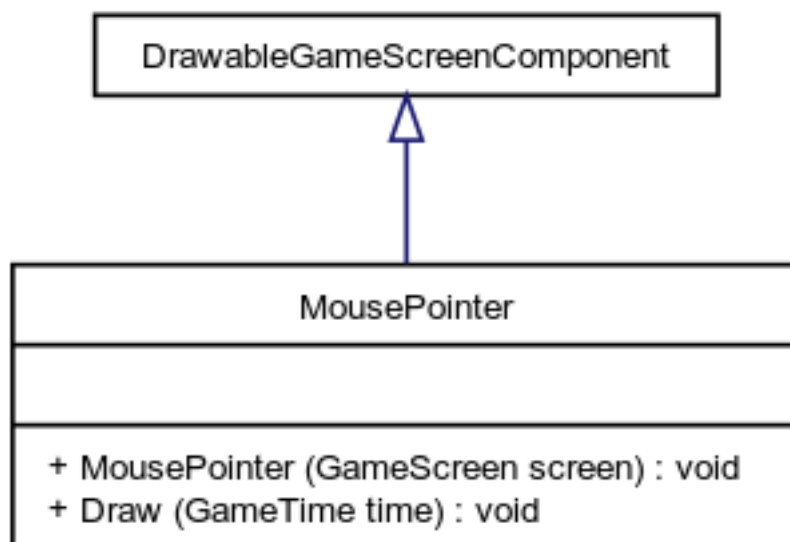 DrawableGameScreenComponent
MousePointer
+ MousePointer (GameScreen screen) : void
+ Draw (GameTime time) : void